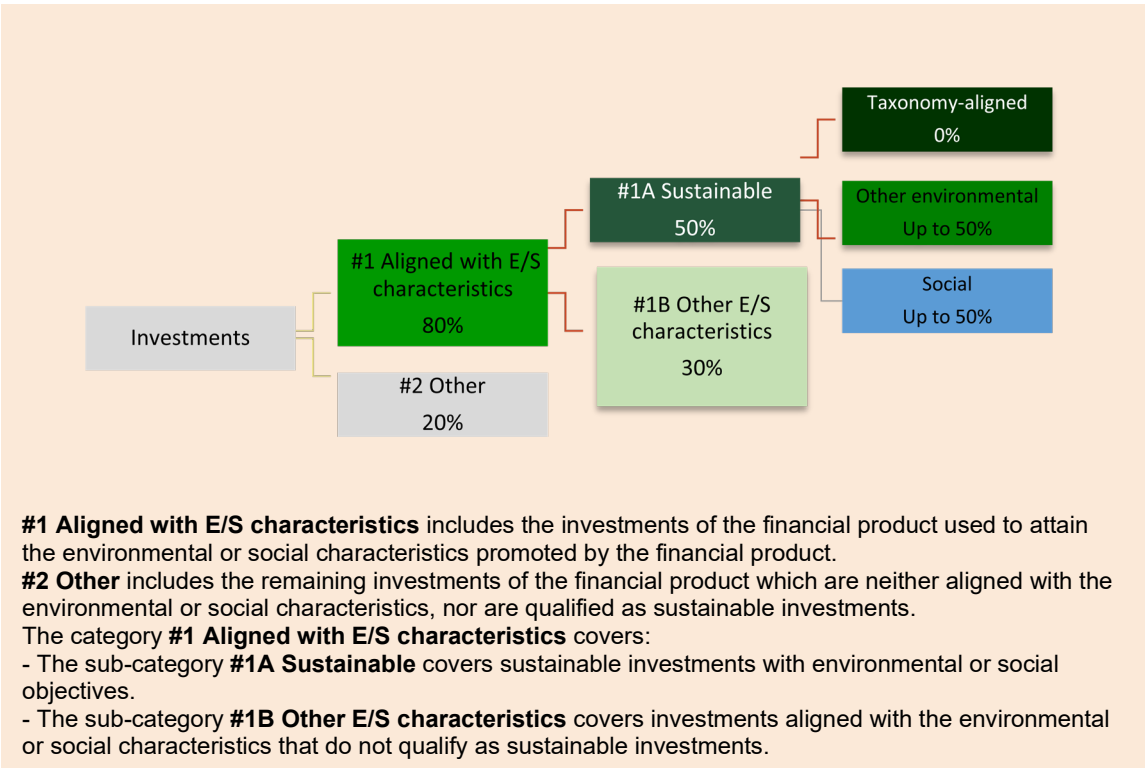 Taxonomy-aligned
0%
#1A Sustainable
50%
Other environmental
Up to 50%
#1 Aligned with E/S
characteristics
80%
#1B Other E/S
characteristics
30%
Social
Up to 50%
Investments
#2 Other
20%
#1 Aligned with E/S characteristics includes the investments of the financial product used to attain
the environmental or social characteristics promoted by the financial product.
#2 Other includes the remaining investments of the financial product which are neither aligned with the
environmental or social characteristics, nor are qualified as sustainable investments.
The category #1 Aligned with E/S characteristics covers:
- The sub-category #1A Sustainable covers sustainable investments with environmental or social
objectives.
- The sub-category #1B Other E/S characteristics covers investments aligned with the environmental
or social characteristics that do not qualify as sustainable investments.